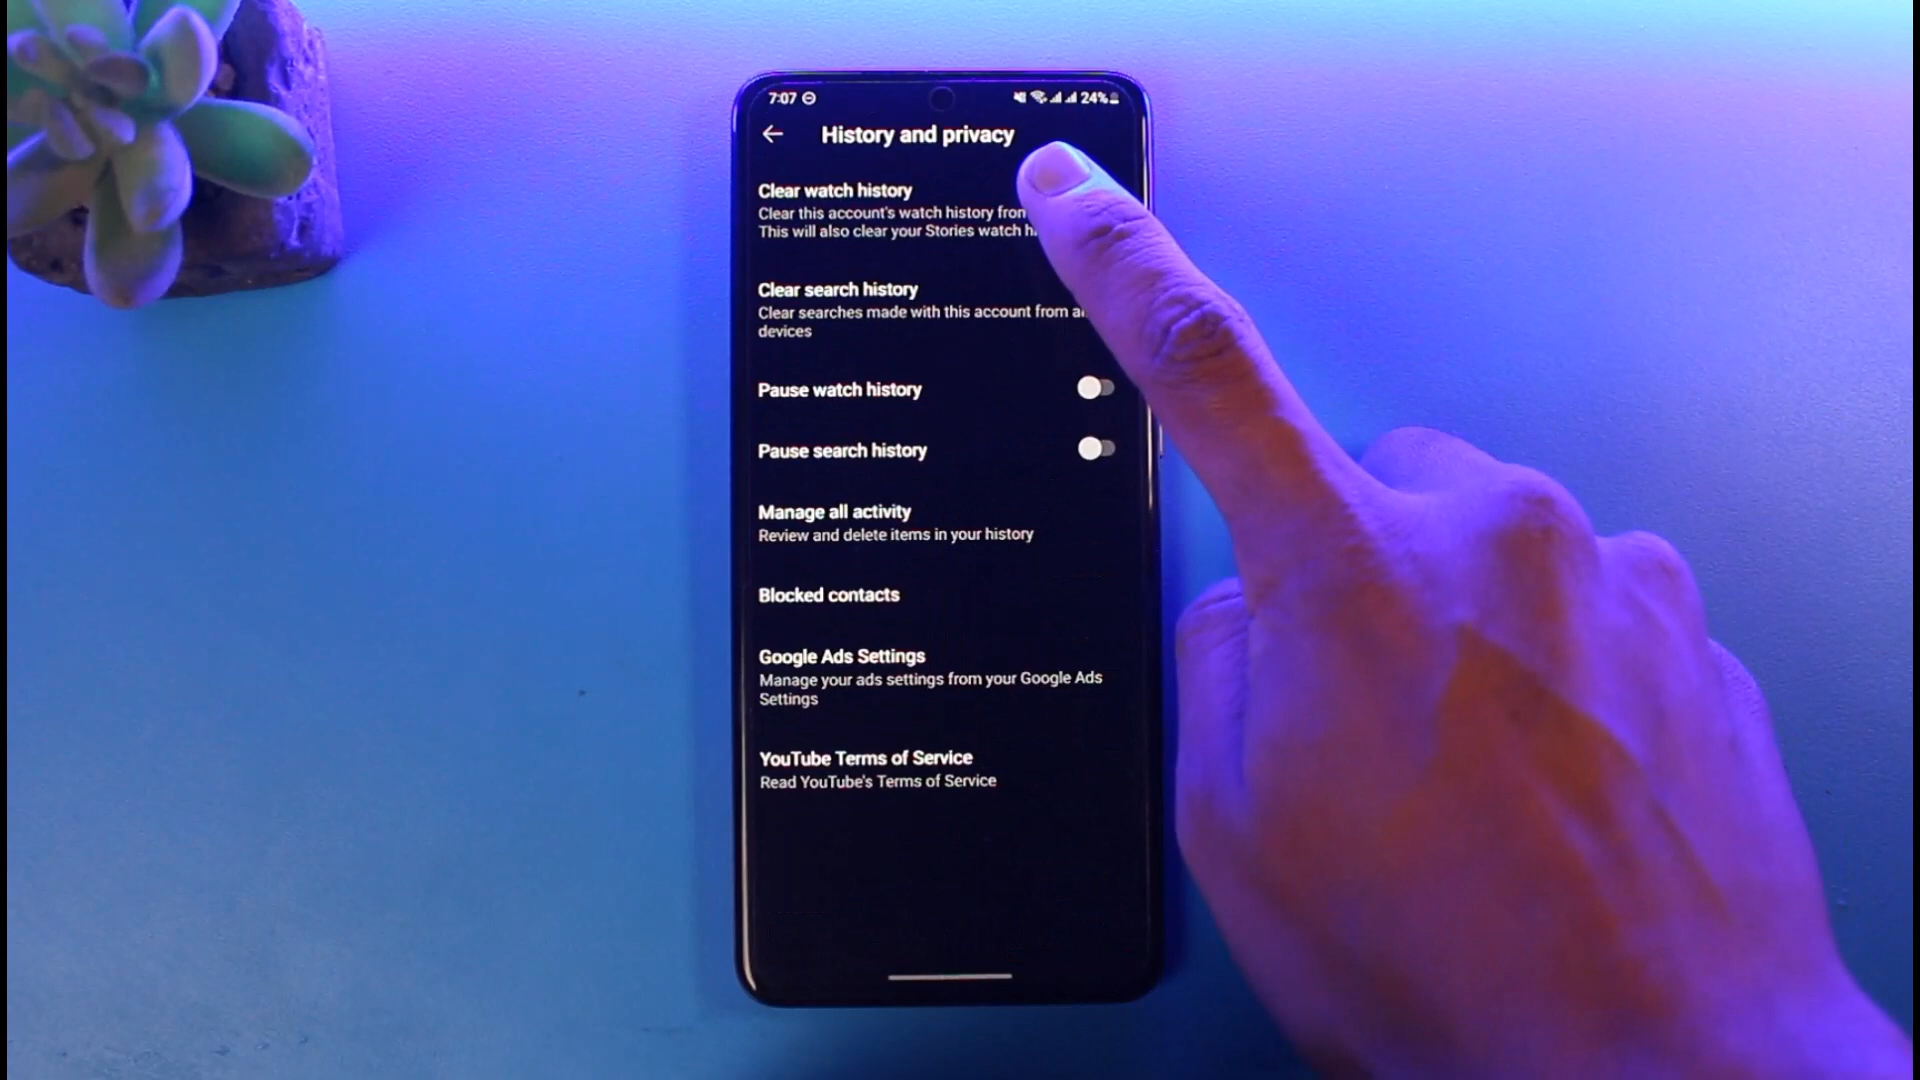 7:07 24%
History and privacy
Clear watch history
Clear this account's watch history
This will also clear your Stories watch
Clear search history
Clear searches made with this account from
devices
Pause watch history
Pause search history
Manage all activity
Review and delete items in your history
Blocked contacts
Google Ads Settings
Manage your ads settings from your Google Ads
Settings
YouTube Terms of Service
Read YouTube's Terms of Service